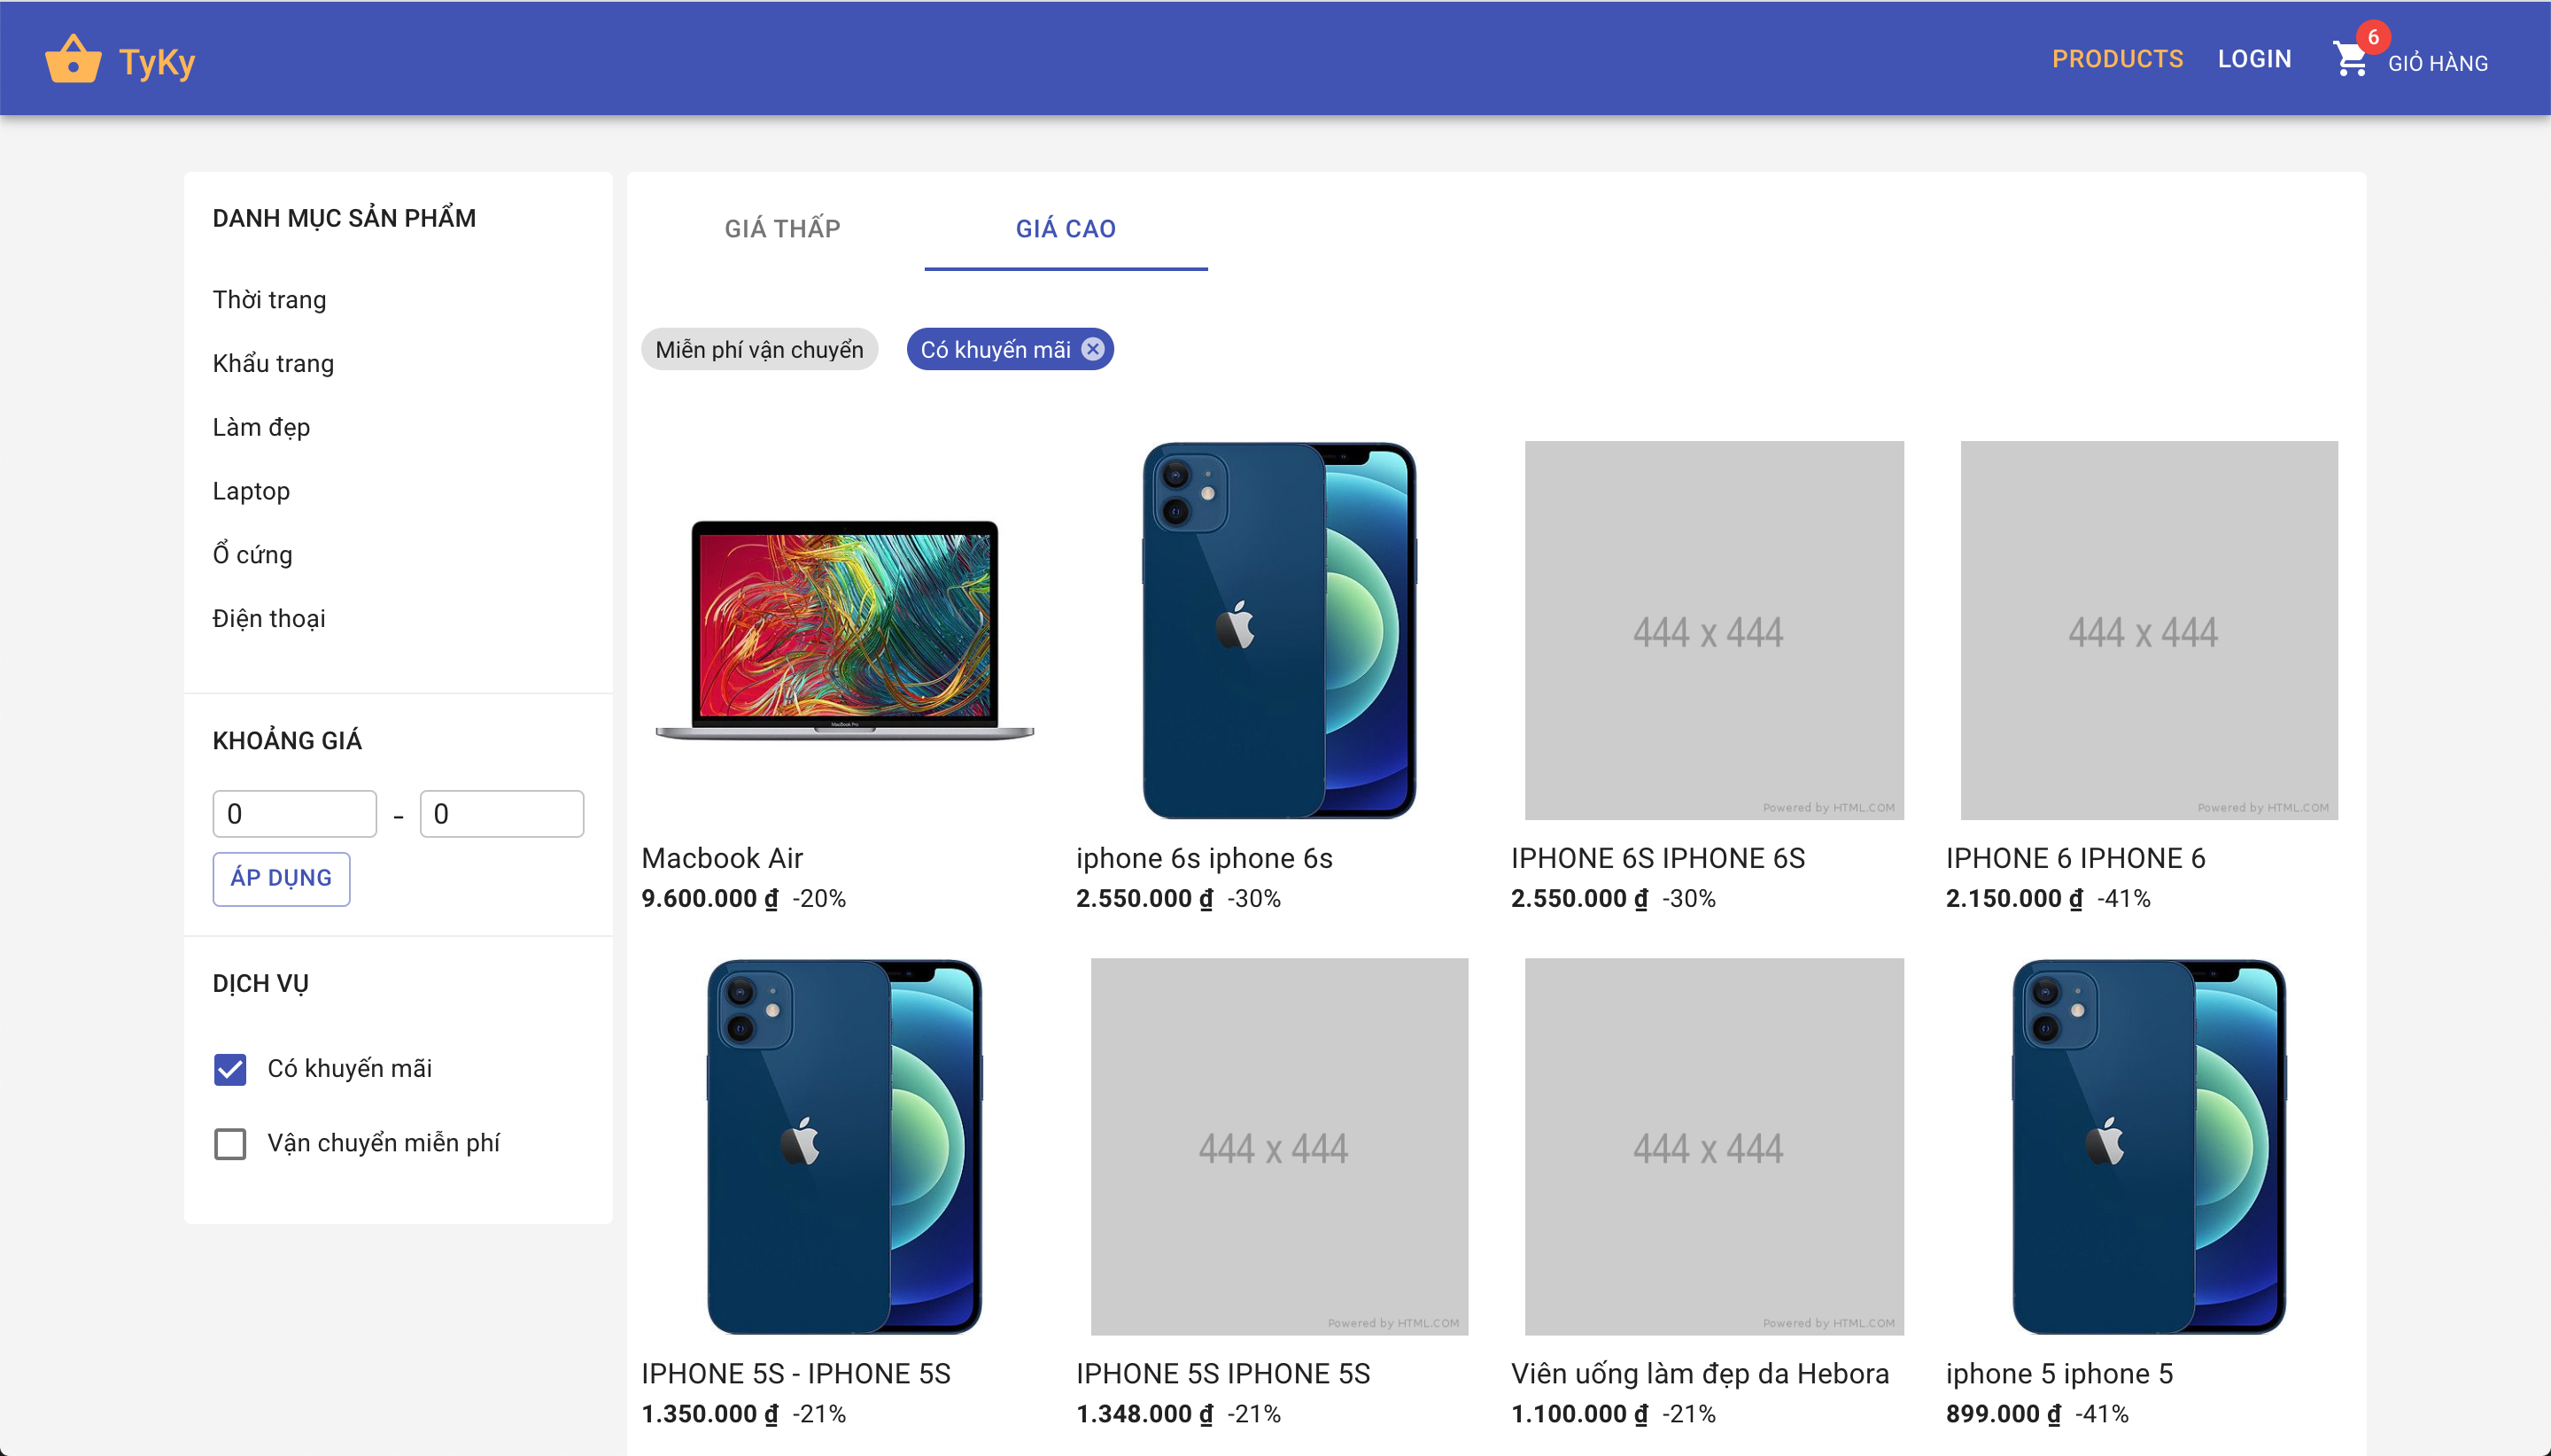 TyKy
PRODUCTS
LOGIN
6
GIỎ HÀNG
DANH MỤC SẢN PHẨM
Thời trang
Khẩu trang
Làm đẹp
Laptop
Ổ cứng
Điện thoại
KHOẢNG GIÁ
0 - 0
ÁP DỤNG
DỊCH VỤ
Có khuyến mãi
Vận chuyển miễn phí
GIÁ THẤP
GIÁ CAO
Miễn phí vận chuyển
Có khuyến mãi
MacBook Pro
444 x 444
Powered by HTML.COM
444 x 444
Powered by HTML.COM
Macbook Air
9.600.000 ₫ -20%
iphone 6s iphone 6s
2.550.000 ₫ -30%
IPHONE 6S IPHONE 6S
2.550.000 ₫ -30%
IPHONE 6 IPHONE 6
2.150.000 ₫ -41%
444 x 444
Powered by HTML.COM
444 x 444
Powered by HTML.COM
IPHONE 5S - IPHONE 5S
1.350.000 ₫ -21%
IPHONE 5S IPHONE 5S
1.348.000 ₫ -21%
Viên uống làm đẹp da Hebora
1.100.000 ₫ -21%
iphone 5 iphone 5
899.000 ₫ -41%